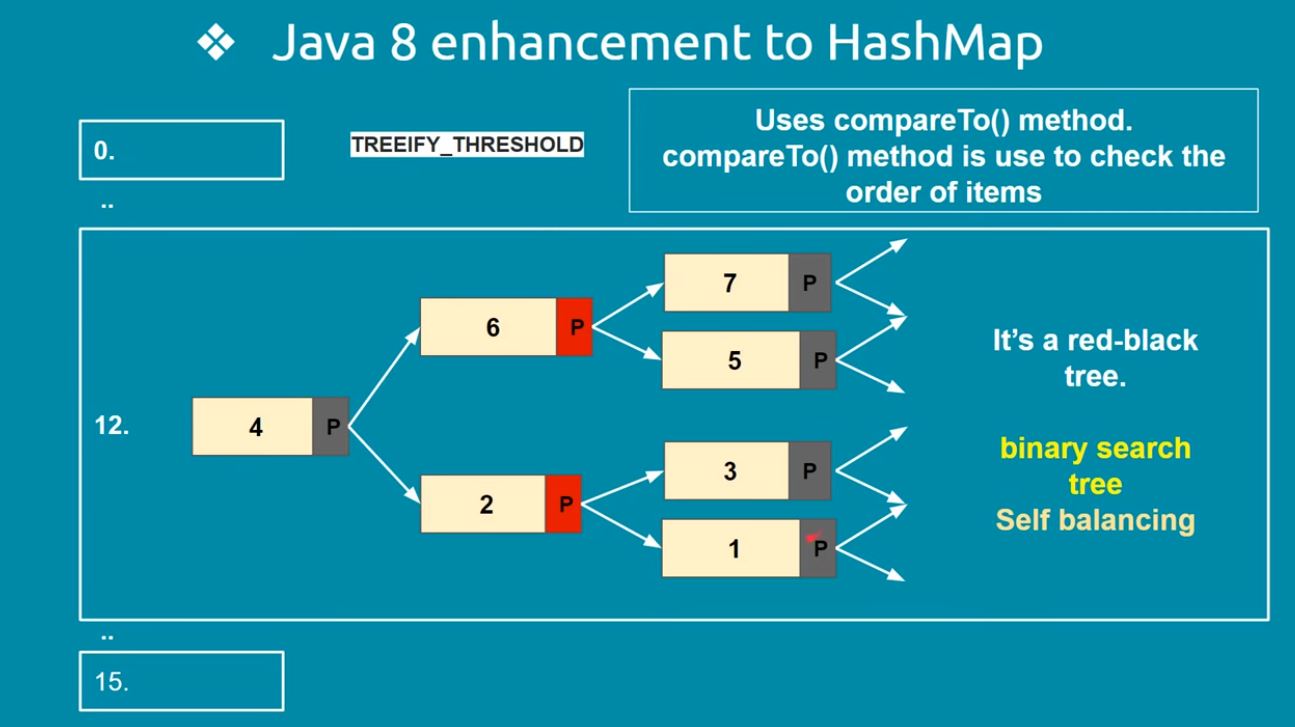 ❖ Java 8 enhancement to HashMap
0.
TREEIFY_THRESHOLD
Uses compareTo() method.
compareTo() method is use to check the
order of items
..
12.
4 P
6 P
2 P
7 P
5 P
3 P
1 P
It's a red-black
tree.
binary search
tree
Self balancing
..
15.